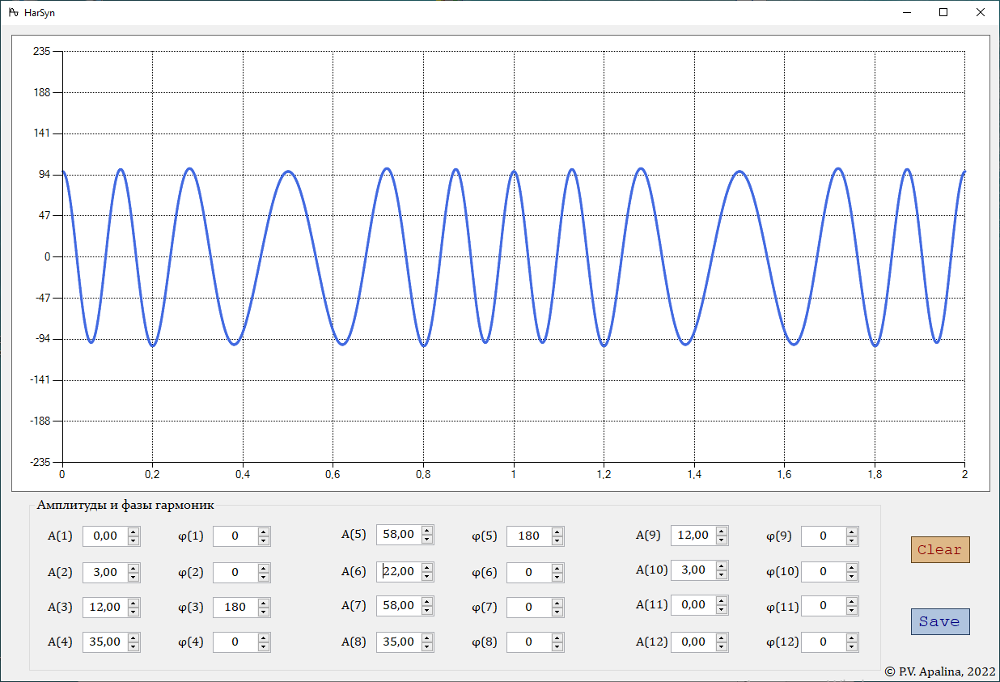 HarSyn
235
188
141
94
47
0
-47
-94
-141
-188
-235
0 0,2 0,4 0,6 0,8 1 1,2 1,4 1,6 1,8 2
Амплитуды и фазы гармоник
A(1) 0,00 φ(1) 0 A(5) 58,00 φ(5) 180 A(9) 12,00 φ(9) 0
A(2) 3,00 φ(2) 0 A(6) 22,00 φ(6) 0 A(10) 3,00 φ(10) 0
A(3) 12,00 φ(3) 180 A(7) 58,00 φ(7) 0 A(11) 0,00 φ(11) 0
A(4) 35,00 φ(4) 0 A(8) 35,00 φ(8) 0 A(12) 0,00 φ(12) 0
Clear
Save
© P.V. Apalina, 2022